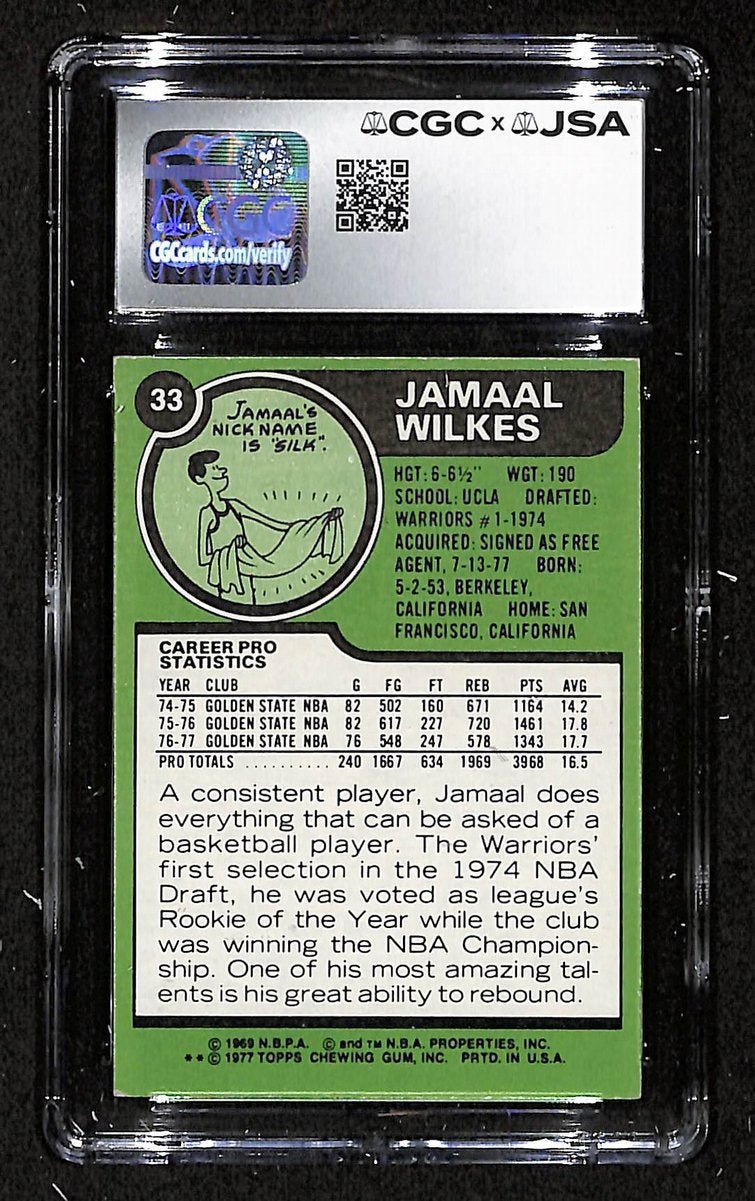 CGC x JSA
CGC
CGCcards.com/verify
33
JAMAAL'S
NICKNAME
IS "SILK".
JAMAAL
WILKES
HGT: 6-6½" WGT: 190
SCHOOL: UCLA DRAFTED:
WARRIORS #1-1974
ACQUIRED: SIGNED AS FREE
AGENT, 7-13-77 BORN:
5-2-53, BERKELEY,
CALIFORNIA HOME: SAN
FRANCISCO, CALIFORNIA
CAREER PRO
STATISTICS
YEAR CLUB G FG FT REB PTS AVG
74-75 GOLDEN STATE NBA 82 502 160 671 1164 14.2
75-76 GOLDEN STATE NBA 82 617 227 720 1461 17.8
76-77 GOLDEN STATE NBA 76 548 247 578 1343 17.7
PRO TOTALS .......... 240 1667 634 1969 3968 16.5
A consistent player, Jamaal does
everything that can be asked of a
basketball player. The Warriors'
first selection in the 1974 NBA
Draft, he was voted as league's
Rookie of the Year while the club
was winning the NBA Champion-
ship. One of his most amazing tal-
ents is his great ability to rebound.
© 1969 N.B.P.A. © and TM N.B.A. PROPERTIES, INC.
** © 1977 TOPPS CHEWING GUM, INC. PRTD. IN U.S.A.